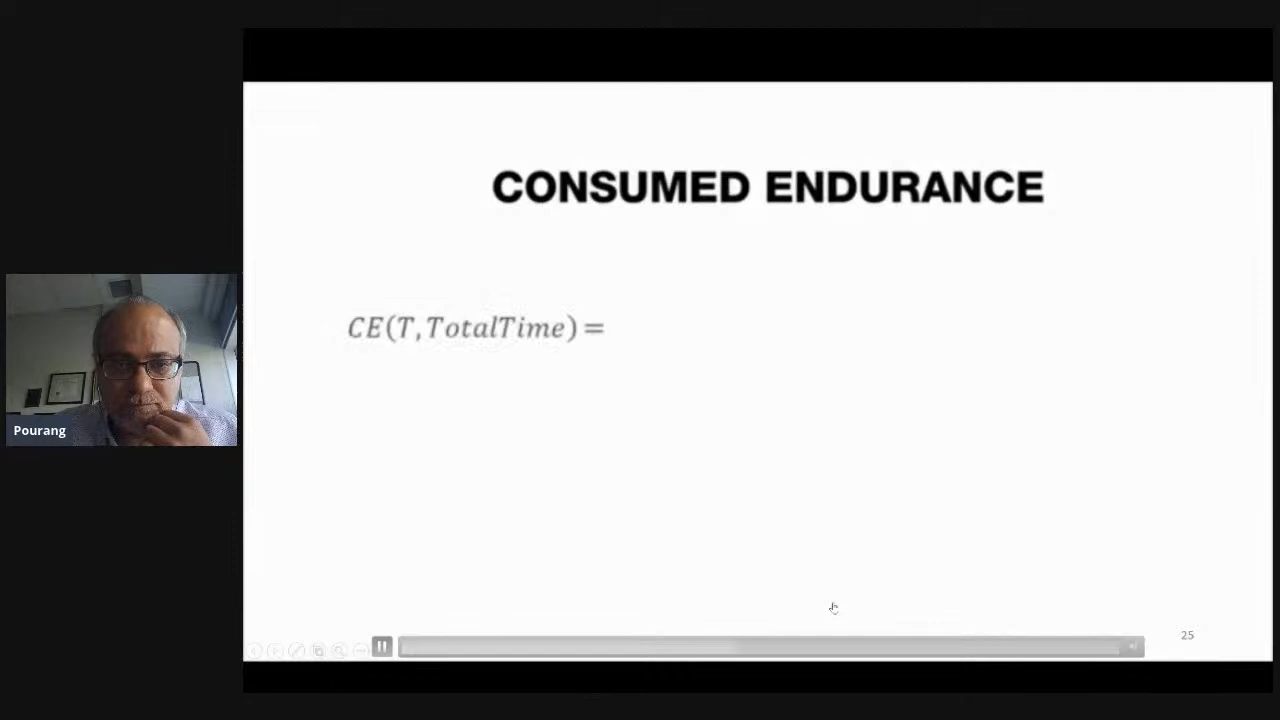 CONSUMED ENDURANCE
CE(T,TotalTime) =
Pourang
25